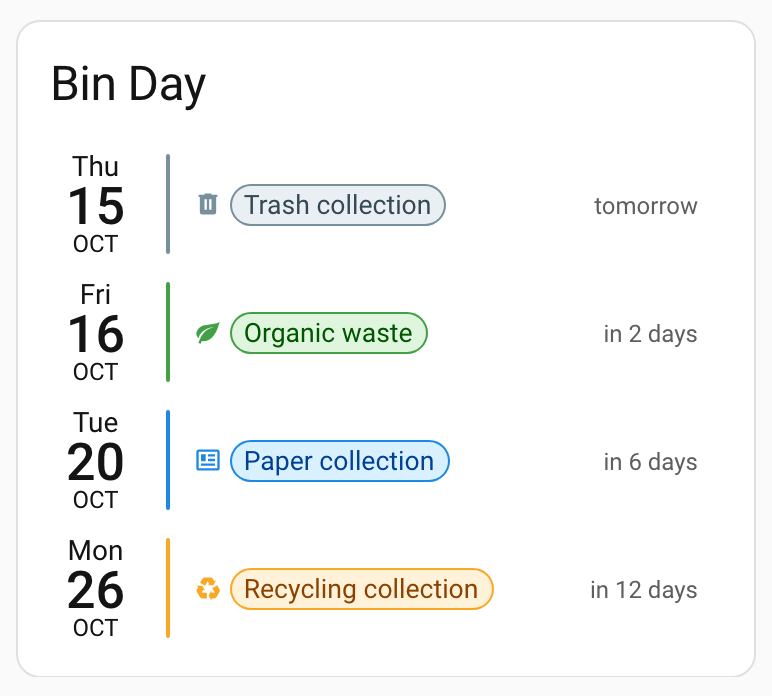 Bin Day
Thu
15
OCT
Trash collection
tomorrow
Fri
16
OCT
Organic waste
in 2 days
Tue
20
OCT
Paper collection
in 6 days
Mon
26
OCT
Recycling collection
in 12 days